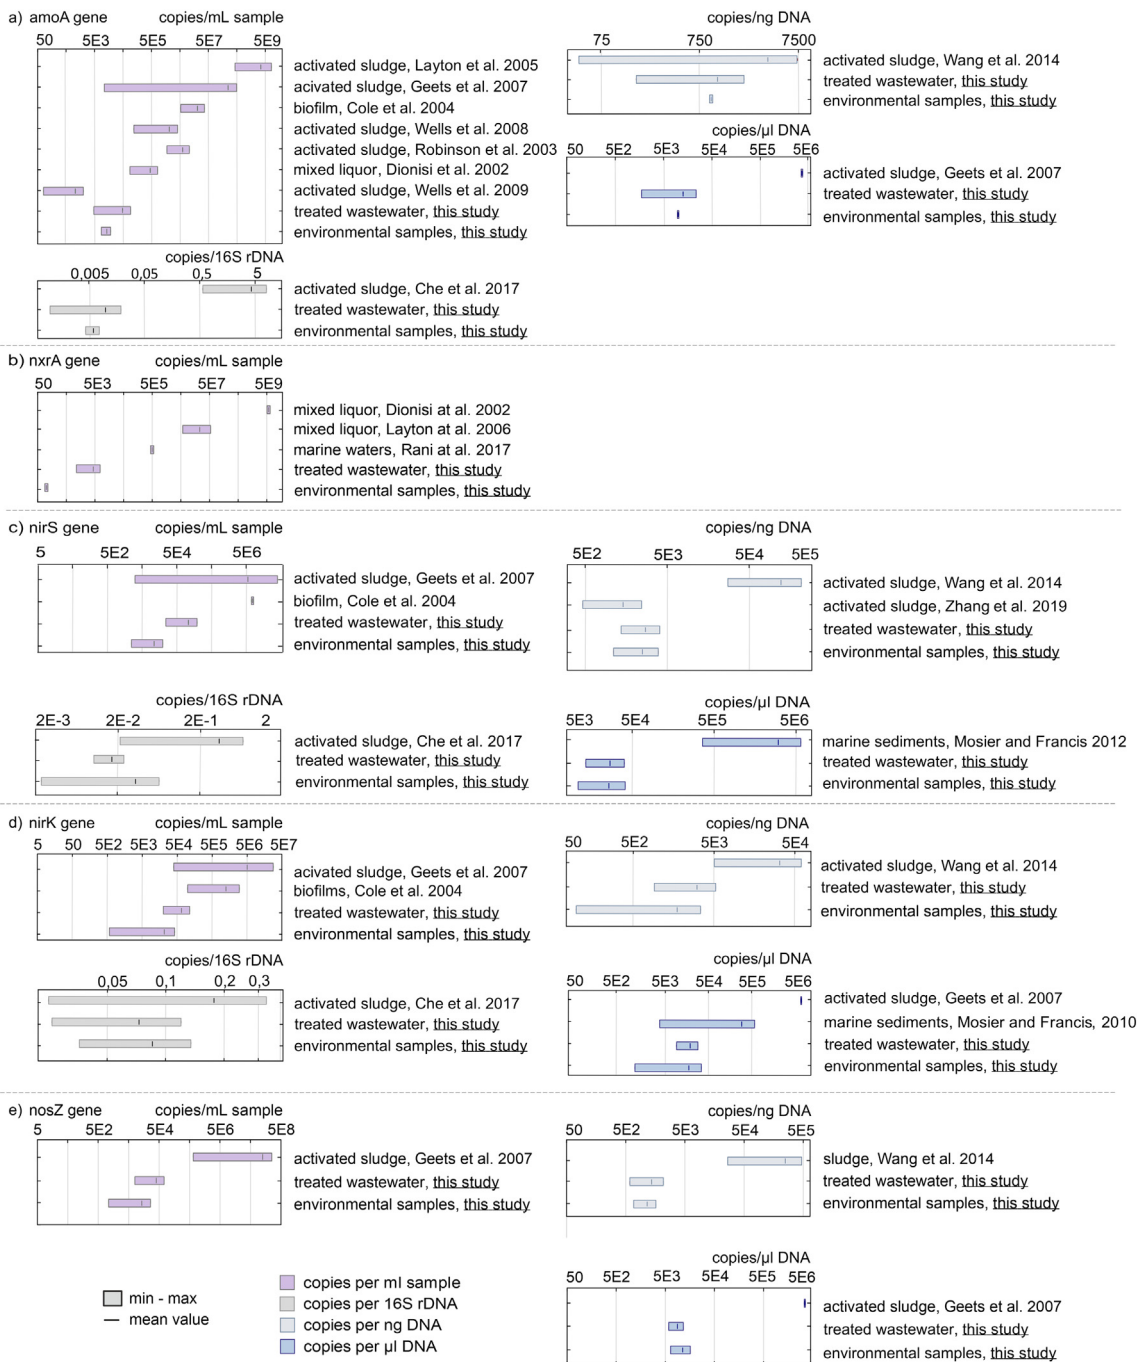 a) amoA gene copies/mL sample
50 5E3 5E5 5E7 5E9
activated sludge, Layton et al. 2005
acivated sludge, Geets et al. 2007
biofilm, Cole et al. 2004
activated sludge, Wells et al. 2008
activated sludge, Robinson et al. 2003
mixed liquor, Dionisi et al. 2002
activated sludge, Wells et al. 2009
treated wastewater, this study
environmental samples, this study
copies/ng DNA
75 750 7500
activated sludge, Wang et al. 2014
treated wastewater, this study
environmental samples, this study
copies/µl DNA
50 5E2 5E3 5E4 5E5 5E6
activated sludge, Geets et al. 2007
treated wastewater, this study
environmental samples, this study
copies/16S rDNA
0,005 0,05 0,5 5
activated sludge, Che et al. 2017
treated wastewater, this study
environmental samples, this study
b) nxrA gene copies/mL sample
50 5E3 5E5 5E7 5E9
mixed liquor, Dionisi at al. 2002
mixed liquor, Layton at al. 2006
marine waters, Rani at al. 2017
treated wastewater, this study
environmental samples, this study
c) nirS gene copies/mL sample
5 5E2 5E4 5E6
activated sludge, Geets et al. 2007
biofilm, Cole et al. 2004
treated wastewater, this study
environmental samples, this study
copies/ng DNA
5E2 5E3 5E4 5E5
activated sludge, Wang et al. 2014
activated sludge, Zhang et al. 2019
treated wastewater, this study
environmental samples, this study
copies/16S rDNA
2E-3 2E-2 2E-1 2
activated sludge, Che et al. 2017
treated wastewater, this study
environmental samples, this study
copies/µl DNA
5E3 5E4 5E5 5E6
marine sediments, Mosier and Francis 2012
treated wastewater, this study
environmental samples, this study
d) nirK gene copies/mL sample
5 50 5E2 5E3 5E4 5E5 5E6 5E7
acivated sludge, Geets et al. 2007
biofilms, Cole et al. 2004
treated wastewater, this study
environmental samples, this study
copies/ng DNA
50 5E2 5E3 5E4
activated sludge, Wang et al. 2014
treated wastewater, this study
environmental samples, this study
copies/16S rDNA
0,05 0,1 0,2 0,3
activated sludge, Che et al. 2017
treated wastewater, this study
environmental samples, this study
copies/µl DNA
50 5E2 5E3 5E4 5E5 5E6
activated sludge, Geets et al. 2007
marine sediments, Mosier and Francis, 2010
treated wastewater, this study
environmental samples, this study
e) nosZ gene copies/mL sample
5 5E2 5E4 5E6 5E8
activated sludge, Geets et al. 2007
treated wastewater, this study
environmental samples, this study
copies/ng DNA
50 5E2 5E3 5E4 5E5
sludge, Wang et al. 2014
treated wastewater, this study
environmental samples, this study
copies/µl DNA
50 5E2 5E3 5E4 5E5 5E6
activated sludge, Geets et al. 2007
treated wastewater, this study
environmental samples, this study
min - max
mean value
copies per ml sample
copies per 16S rDNA
copies per ng DNA
copies per µl DNA